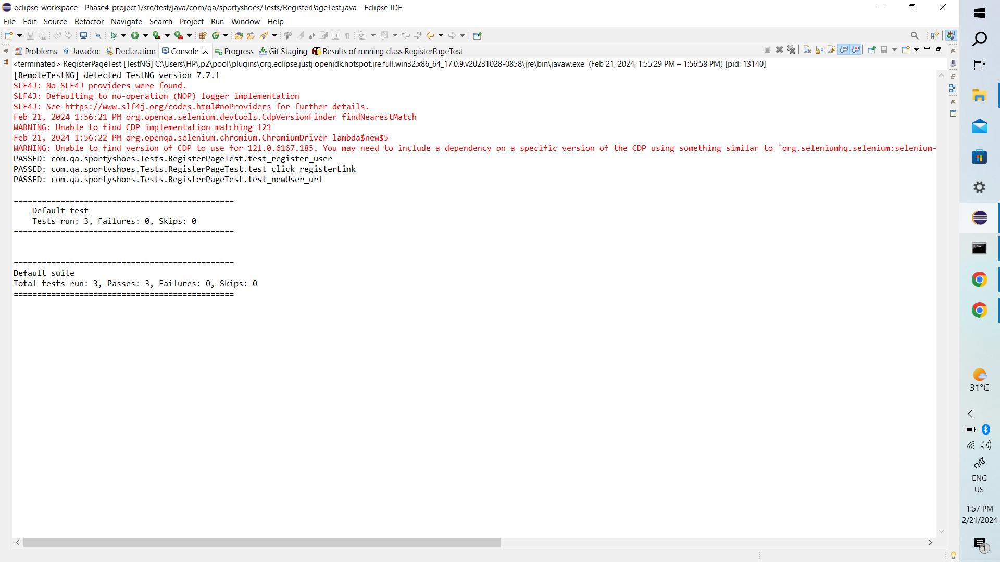 eclipse-workspace - Phase4-project1/src/test/java/com/qa/sportyshoes/Tests/RegisterPageTest.java - Eclipse IDE
File Edit Source Refactor Navigate Search Project Run Window Help
Problems @ Javadoc Declaration Console Progress Git Staging Results of running class RegisterPageTest
<terminated> RegisterPageTest [TestNG] C:\Users\HP\.p2\pool\plugins\org.eclipse.justj.openjdk.hotspot.jre.full.win32.x86_64_17.0.9.v20231028-0858\jre\bin\javaw.exe (Feb 21, 2024, 1:55:29 PM – 1:56:58 PM) [pid: 13140]
[RemoteTestNG] detected TestNG version 7.7.1
SLF4J: No SLF4J providers were found.
SLF4J: Defaulting to no-operation (NOP) logger implementation
SLF4J: See https://www.slf4j.org/codes.html#noProviders for further details.
Feb 21, 2024 1:56:21 PM org.openqa.selenium.devtools.CdpVersionFinder findNearestMatch
WARNING: Unable to find CDP implementation matching 121
Feb 21, 2024 1:56:22 PM org.openqa.selenium.chromium.ChromiumDriver lambda$new$5
WARNING: Unable to find version of CDP to use for 121.0.6167.185. You may need to include a dependency on a specific version of the CDP using something similar to `org.seleniumhq.selenium:selenium-
PASSED: com.qa.sportyshoes.Tests.RegisterPageTest.test_register_user
PASSED: com.qa.sportyshoes.Tests.RegisterPageTest.test_click_registerLink
PASSED: com.qa.sportyshoes.Tests.RegisterPageTest.test_newUser_url
===============================================
Default test
Tests run: 3, Failures: 0, Skips: 0
===============================================
===============================================
Default suite
Total tests run: 3, Passes: 3, Failures: 0, Skips: 0
===============================================
31°C
ENG
US
1:57 PM
2/21/2024
1